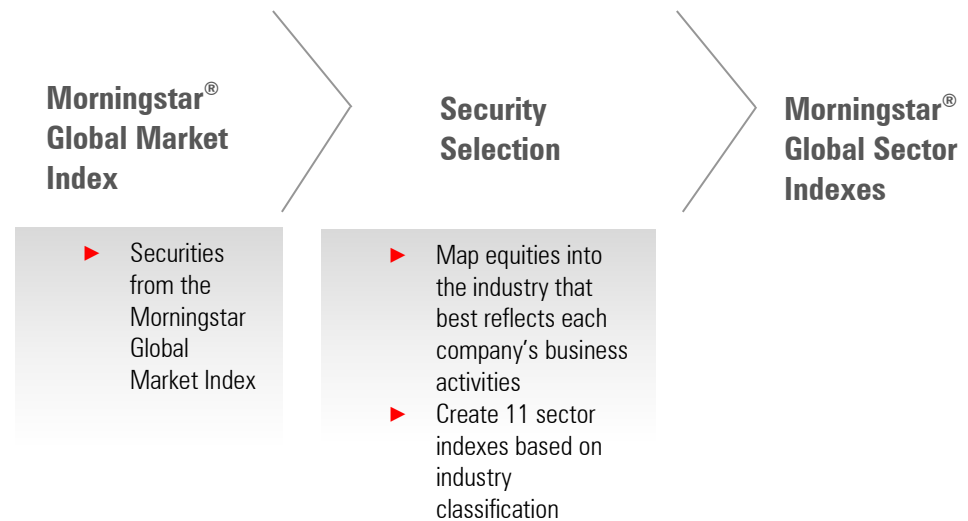 Morningstar®
Global Market
Index
Security
Selection
Morningstar®
Global Sector
Indexes
► Securities
from the
Morningstar
Global
Market Index
► Map equities into
the industry that
best reflects each
company’s business
activities
► Create 11 sector
indexes based on
industry
classification